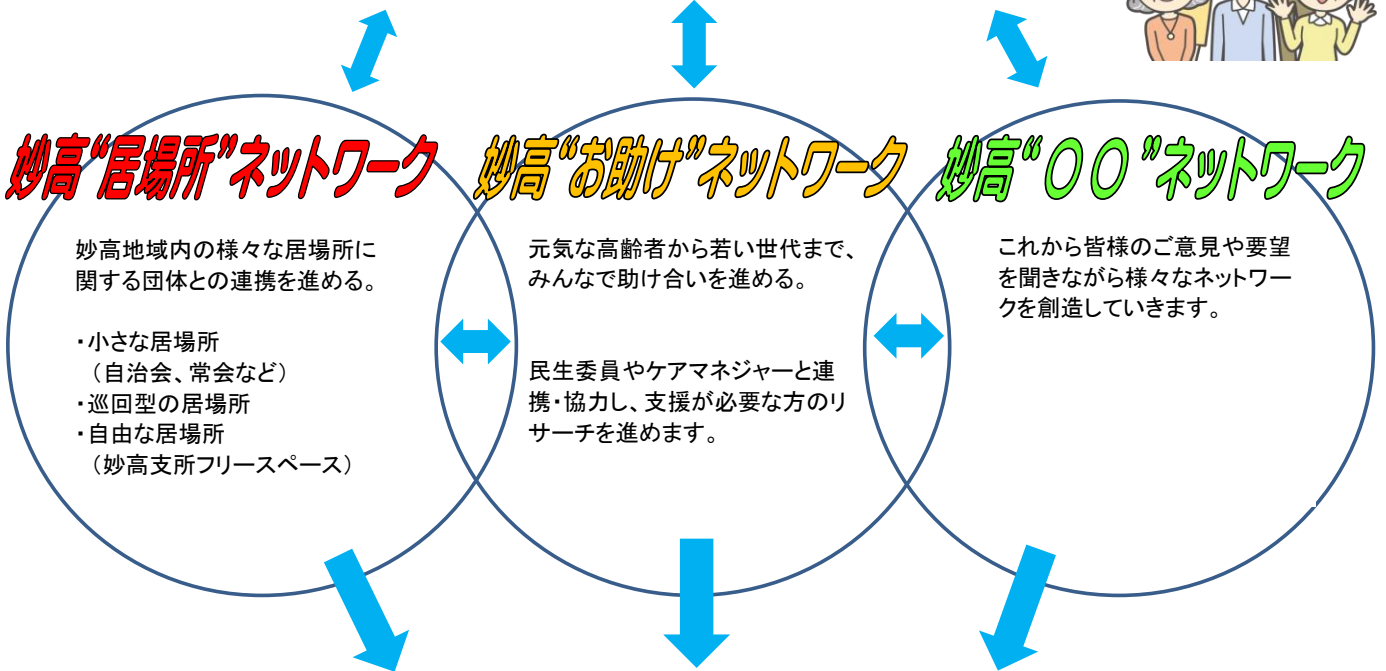 妙高“居場所”ネットワーク
妙高地域内の様々な居場所に
関する団体との連携を進める。
・小さな居場所
（自治会、常会など）
・巡回型の居場所
・自由な居場所
（妙高支所フリースペース）
妙高“お助け”ネットワーク
元気な高齢者から若い世代まで、
みんなで助け合いを進める。
民生委員やケアマネジャーと連
携・協力し、支援が必要な方のリ
サーチを進めます。
妙高“〇〇”ネットワーク
これから皆様のご意見や要望
を聞きながら様々なネットワー
クを創造していきます。